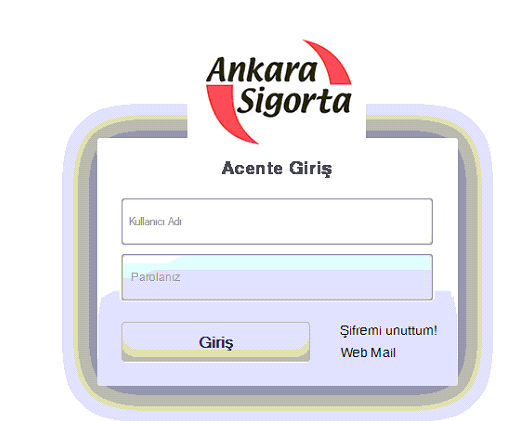 Ankara
Sigorta
Acente Giriş
Kullanıcı Adı
Parolanız
Giriş
Şifremi unuttum!
Web Mail